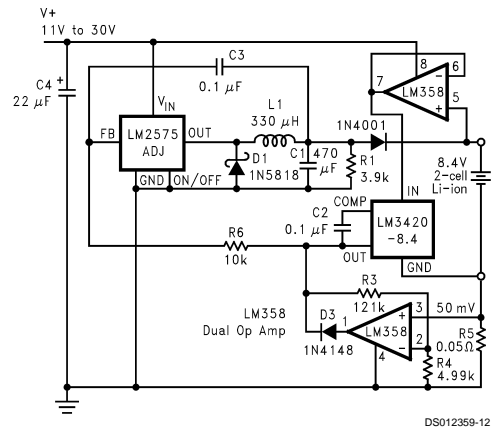 V+
11V to 30V
C4
+
22 μF
C3
0.1 μF
VIN
FB
LM2575
ADJ
OUT
GND
ON/OFF
D1
1N5818
L1
330 μH
C1
470
μF
1N4001
R1
3.9k
7
8
6
5
−
+
LM358
8.4V
2-cell
Li-ion
IN
COMP
LM3420
-8.4
OUT
GND
C2
0.1 μF
R6
10k
R3
121k
LM358
Dual Op Amp
D3
1N4148
1
+
−
LM358
3
2
4
50 mV
R5
0.05Ω
R4
4.99k
DS012359-12